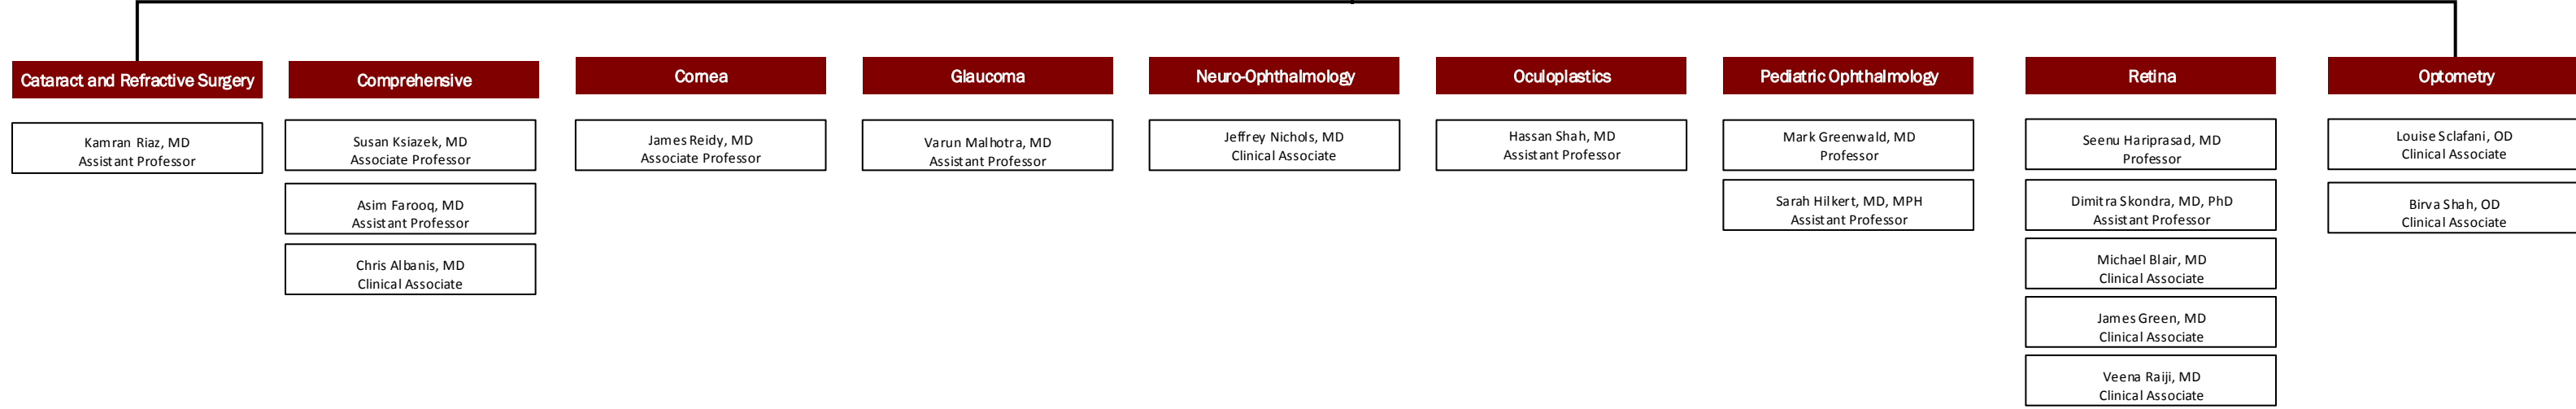 Cataract and Refractive Surgery
Kamran Riaz, MD
Assistant Professor
Comprehensive
Susan Ksiazek, MD
Associate Professor
Asim Farooq, MD
Assistant Professor
Chris Albanis, MD
Clinical Associate
Cornea
James Reidy, MD
Associate Professor
Glaucoma
Varun Malhotra, MD
Assistant Professor
Neuro-Ophthalmology
Jeffrey Nichols, MD
Clinical Associate
Oculoplastics
Hassan Shah, MD
Assistant Professor
Pediatric Ophthalmology
Mark Greenwald, MD
Professor
Sarah Hilkert, MD, MPH
Assistant Professor
Retina
Seenu Hariprasad, MD
Professor
Dimitra Skondra, MD, PhD
Assistant Professor
Michael Blair, MD
Clinical Associate
James Green, MD
Clinical Associate
Veena Raiji, MD
Clinical Associate
Optometry
Louise Sclafani, OD
Clinical Associate
Birva Shah, OD
Clinical Associate